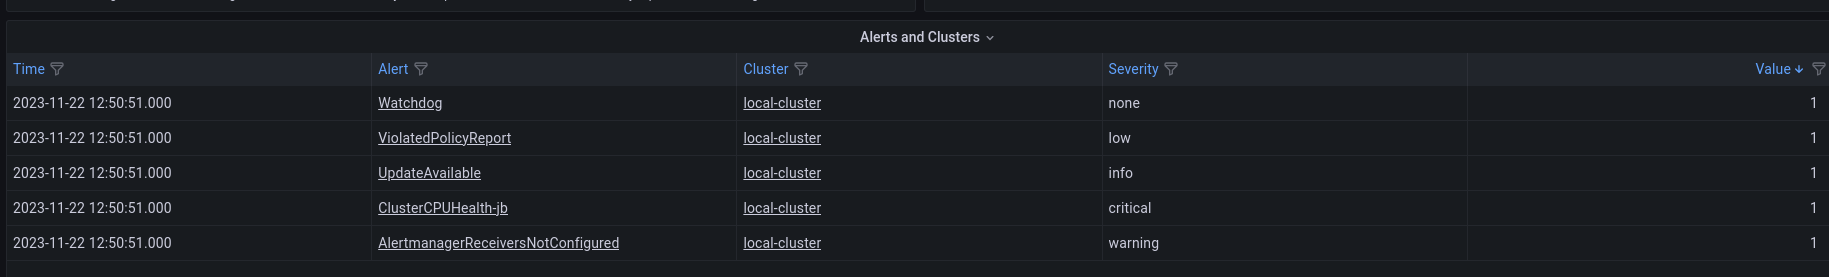 Alerts and Clusters
Time Alert Cluster Severity Value
2023-11-22 12:50:51.000 Watchdog local-cluster none 1
2023-11-22 12:50:51.000 ViolatedPolicyReport local-cluster low 1
2023-11-22 12:50:51.000 UpdateAvailable local-cluster info 1
2023-11-22 12:50:51.000 ClusterCPUHealth-jb local-cluster critical 1
2023-11-22 12:50:51.000 AlertmanagerReceiversNotConfigured local-cluster warning 1